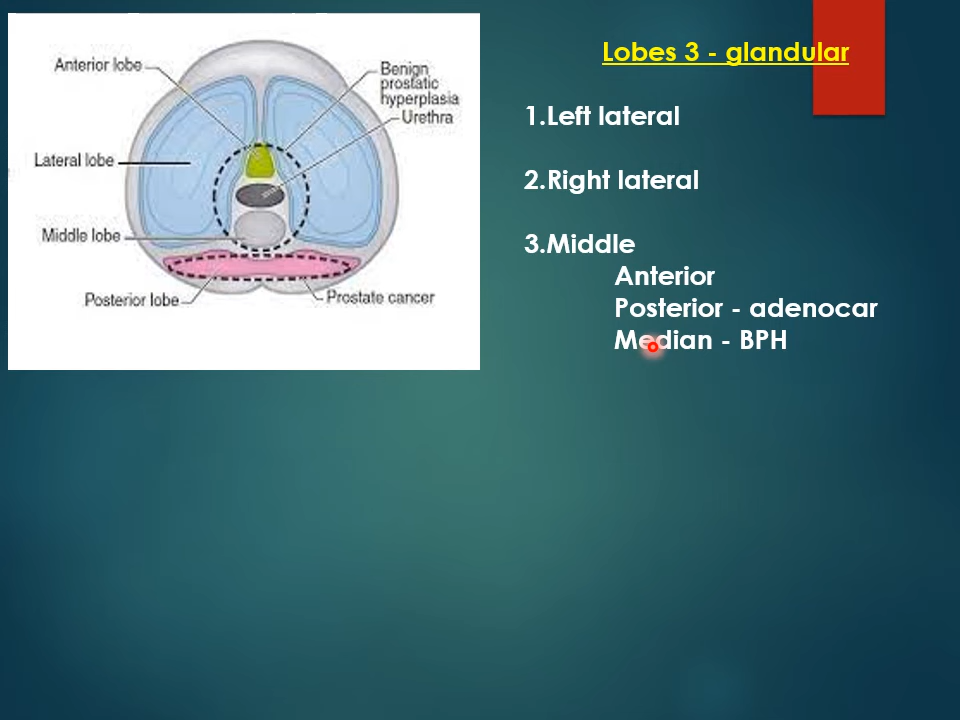 Anterior lobe
Benign
prostatic
hyperplasia
Urethra
Lateral lobe
Middle lobe
Posterior lobe
Prostate cancer
Lobes 3 - glandular
1.Left lateral
2.Right lateral
3.Middle
Anterior
Posterior - adenocar
Median - BPH